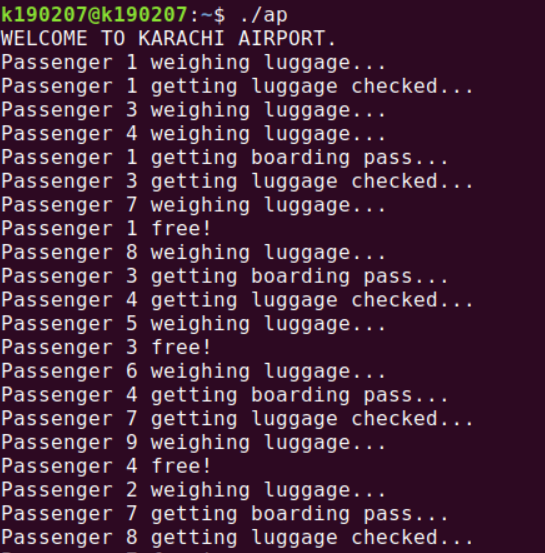 k190207@k190207:~$ ./ap
WELCOME TO KARACHI AIRPORT.
Passenger 1 weighing luggage...
Passenger 1 getting luggage checked...
Passenger 3 weighing luggage...
Passenger 4 weighing luggage...
Passenger 1 getting boarding pass...
Passenger 3 getting luggage checked...
Passenger 7 weighing luggage...
Passenger 1 free!
Passenger 8 weighing luggage...
Passenger 3 getting boarding pass...
Passenger 4 getting luggage checked...
Passenger 5 weighing luggage...
Passenger 3 free!
Passenger 6 weighing luggage...
Passenger 4 getting boarding pass...
Passenger 7 getting luggage checked...
Passenger 9 weighing luggage...
Passenger 4 free!
Passenger 2 weighing luggage...
Passenger 7 getting boarding pass...
Passenger 8 getting luggage checked...